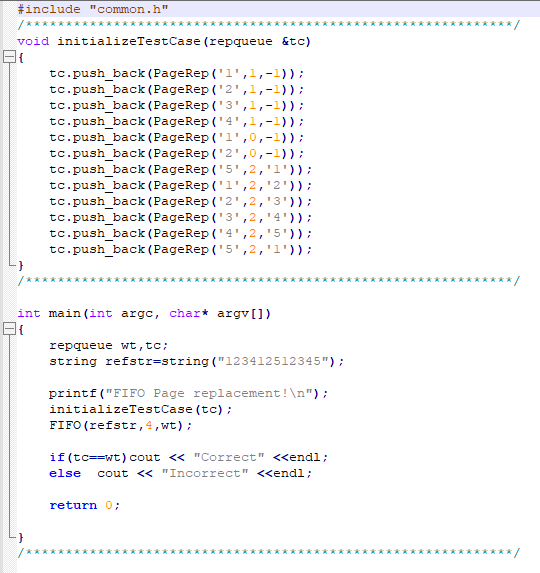 #include "common.h"
/*************************************************************/
void initializeTestCase(repqueue &tc)
{
    tc.push_back(PageRep('1',1,-1));
    tc.push_back(PageRep('2',1,-1));
    tc.push_back(PageRep('3',1,-1));
    tc.push_back(PageRep('4',1,-1));
    tc.push_back(PageRep('1',0,-1));
    tc.push_back(PageRep('2',0,-1));
    tc.push_back(PageRep('5',2,'1'));
    tc.push_back(PageRep('1',2,'2'));
    tc.push_back(PageRep('2',2,'3'));
    tc.push_back(PageRep('3',2,'4'));
    tc.push_back(PageRep('4',2,'5'));
    tc.push_back(PageRep('5',2,'1'));
}
/*************************************************************/

int main(int argc, char* argv[])
{
    repqueue wt,tc;
    string refstr=string("123412512345");

    printf("FIFO Page replacement!\n");
    initializeTestCase(tc);
    FIFO(refstr,4,wt);

    if(tc==wt)cout << "Correct" <<endl;
    else  cout << "Incorrect" <<endl;

    return 0;

}
/*************************************************************/